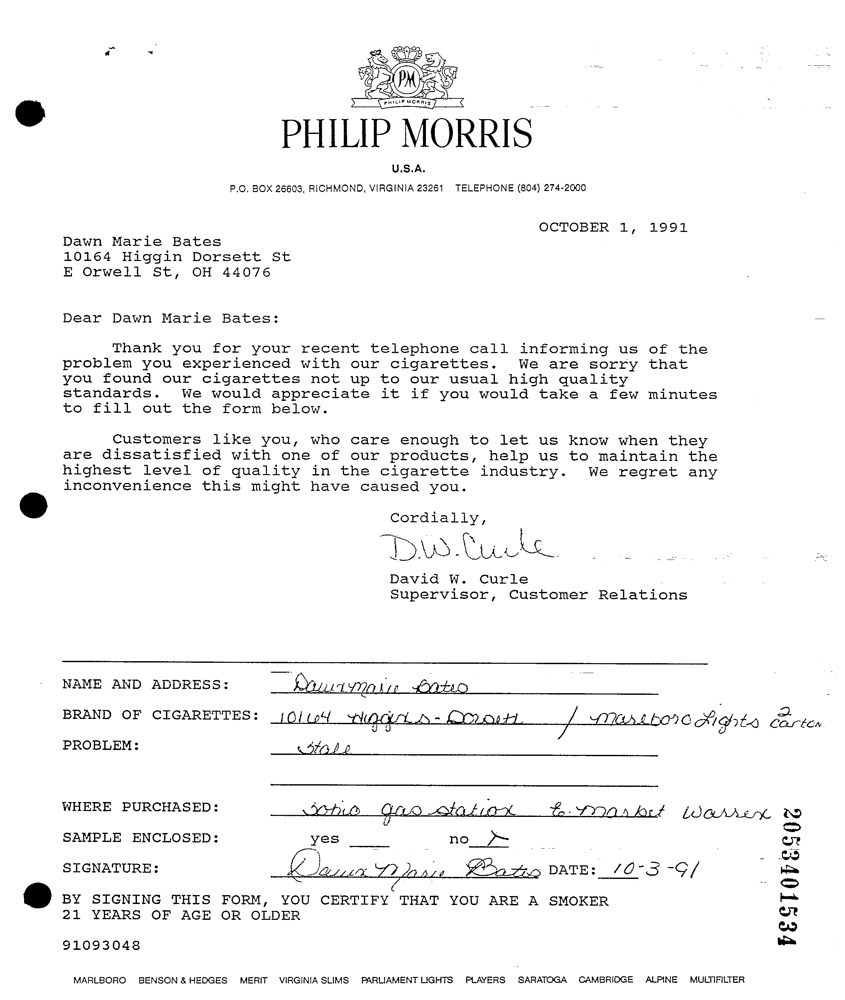 PM
PHILIP MORRIS
PHILIP MORRIS
U.S.A.
P.O. BOX 26603, RICHMOND, VIRGINIA 23261 TELEPHONE (804) 274-2000
OCTOBER 1, 1991
Dawn Marie Bates
10164 Higgin Dorsett St
E Orwell St, OH 44076
Dear Dawn Marie Bates:
Thank you for your recent telephone call informing us of the
problem you experienced with our cigarettes. We are sorry that
you found our cigarettes not up to our usual high quality
standards. We would appreciate it if you would take a few minutes
to fill out the form below.
Customers like you, who care enough to let us know when they
are dissatisfied with one of our products, help us to maintain the
highest level of quality in the cigarette industry. We regret any
inconvenience this might have caused you.
Cordially,
D.W. Curle
David W. Curle
Supervisor, Customer Relations
NAME AND ADDRESS: Dawn marie Bates
BRAND OF CIGARETTES: 10164 Higgins-Dorsett / Marlboro Lights 2 Carton
PROBLEM: Stale
WHERE PURCHASED: Sohio gas station E. Market Warren
SAMPLE ENCLOSED: yes no X
SIGNATURE: Dawn Marie Bates DATE: 10-3-91
BY SIGNING THIS FORM, YOU CERTIFY THAT YOU ARE A SMOKER
21 YEARS OF AGE OR OLDER
91093048
2053401534
MARLBORO BENSON & HEDGES MERIT VIRGINIA SLIMS PARLIAMENT LIGHTS PLAYERS SARATOGA CAMBRIDGE ALPINE MULTIFILTER